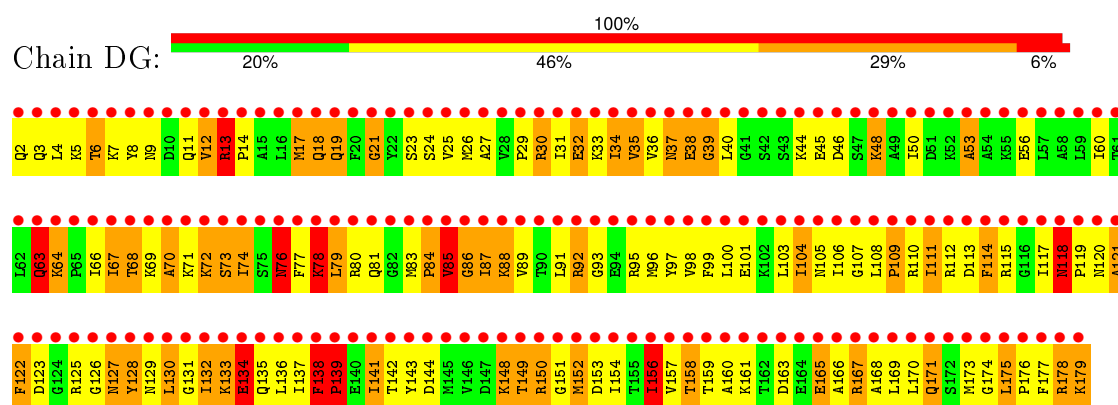 100%
Chain DG:
20% 46% 29% 6%
Q2 Q3 L4 K5 T6 K7 Y8 N9 D10 Q11 V12 R13 P14 A15 L16 M17 Q18 Q19 F20 G21 Y22 S23 S24 V25 M26 A27 V28 P29 R30 I31 E32 K33 I34 V35 V36 N37 E38 G39 L40 G41 S42 S43 K44 E45 D46 S47 K48 A49 I50 D51 K52 A53 A54 K55 E56 L57 A58 L59 I60 T61
L62 Q63 K64 P65 I66 I67 T68 K69 A70 K71 K72 S73 I74 S75 N76 F77 K78 L79 R80 Q81 G82 M83 P84 V85 G86 I87 K88 V89 T90 L91 R92 G93 E94 R95 M96 Y97 V98 F99 L100 E101 K102 L103 I104 N105 I106 G107 L108 P109 R110 I111 R112 D113 F114 R115 G116 I117 N118 P119 N120 A121
F122 D123 G124 R125 G126 N127 Y128 N129 L130 G131 I132 K133 E134 Q135 L136 I137 F138 P139 E140 I141 T142 Y143 D144 M145 V146 D147 K148 T149 R150 G151 M152 D153 I154 T155 I156 V157 T158 T159 A160 K161 T162 D163 E164 E165 A166 R167 A168 L169 L170 Q171 S172 M173 G174 L175 P176 F177 R178 K179